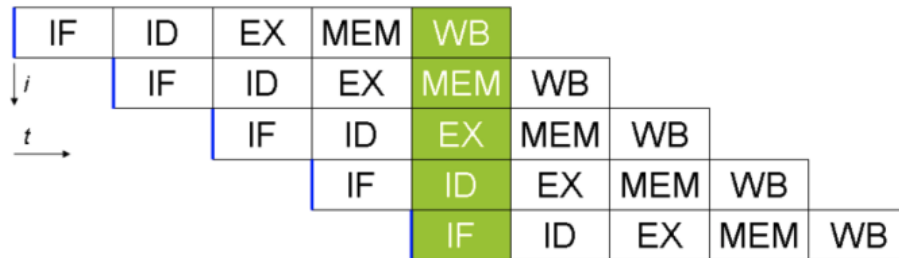 IF ID EX MEM WB
i IF ID EX MEM WB
t IF ID EX MEM WB
IF ID EX MEM WB
IF ID EX MEM WB